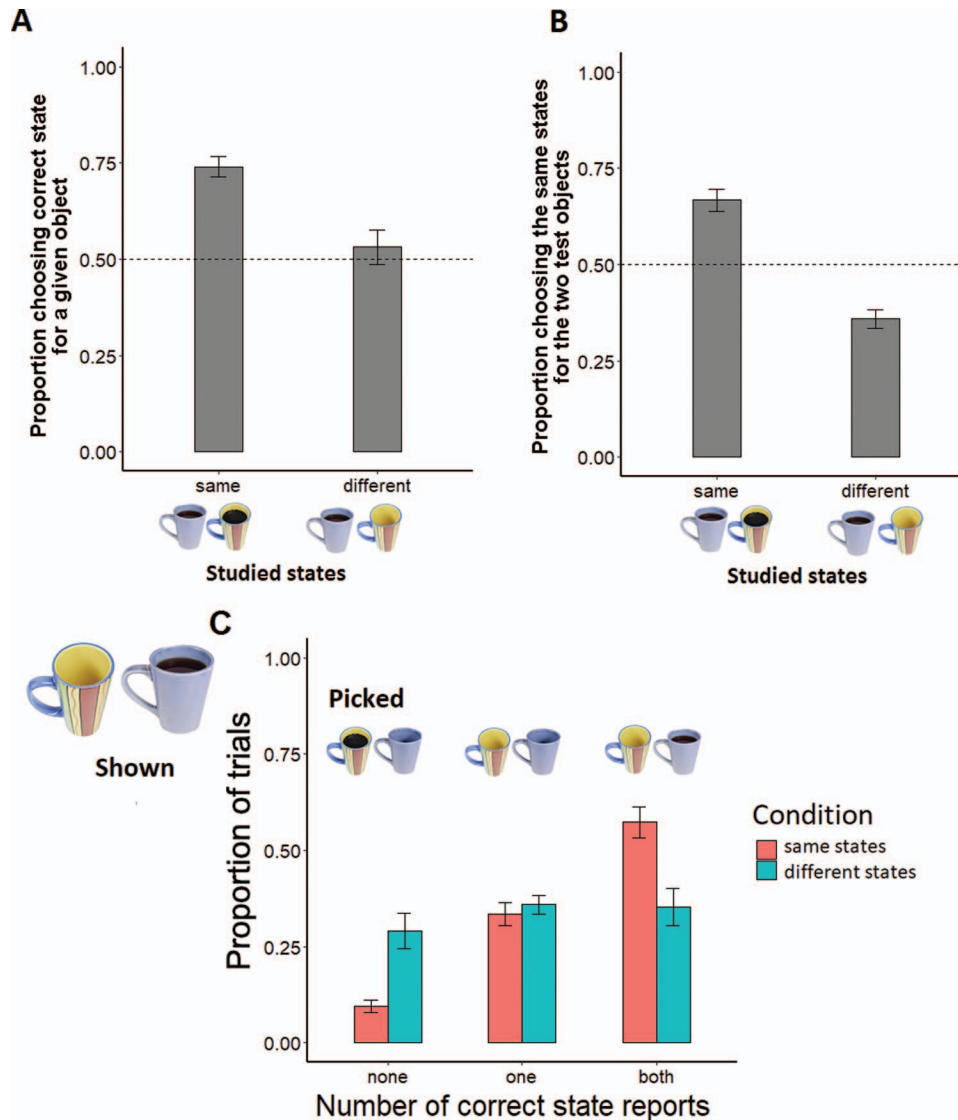 A
Proportion choosing correct state
for a given object
1.00
0.75
0.50
0.25
0.00
same
different
Studied states
B
Proportion choosing the same states
for the two test objects
1.00
0.75
0.50
0.25
0.00
same
different
Studied states
Shown
C
Proportion of trials
1.00
0.75
0.50
0.25
0.00
Picked
none
one
both
Number of correct state reports
Condition
same states
different states